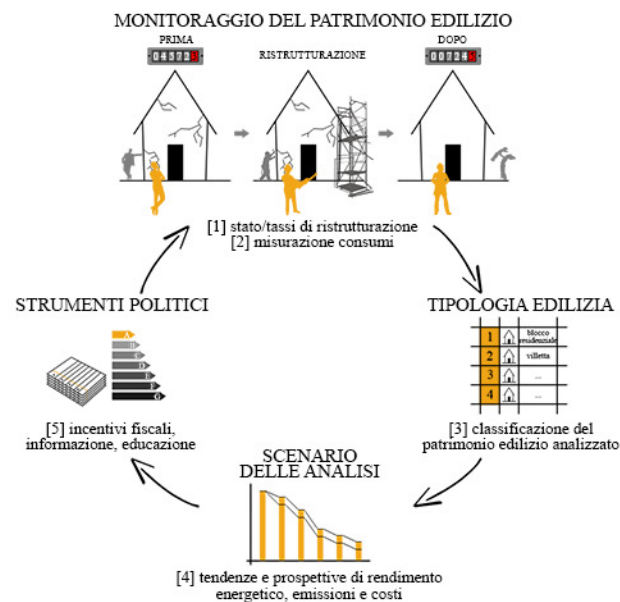 MONITORAGGIO DEL PATRIMONIO EDILIZIO
PRIMA
RISTRUTTURAZIONE
DOPO
[1] stato/tassi di ristrutturazione
[2] misurazione consumi
STRUMENTI POLITICI
A
B
C
D
E
F
G
[5] incentivi fiscali,
informazione, educazione
TIPOLOGIA EDILIZIA
1 blocco
residenziale
2 villetta
3 ...
4 ...
[3] classificazione del
patrimonio edilizio analizzato
SCENARIO
DELLE ANALISI
[4] tendenze e prospettive di rendimento
energetico, emissioni e costi